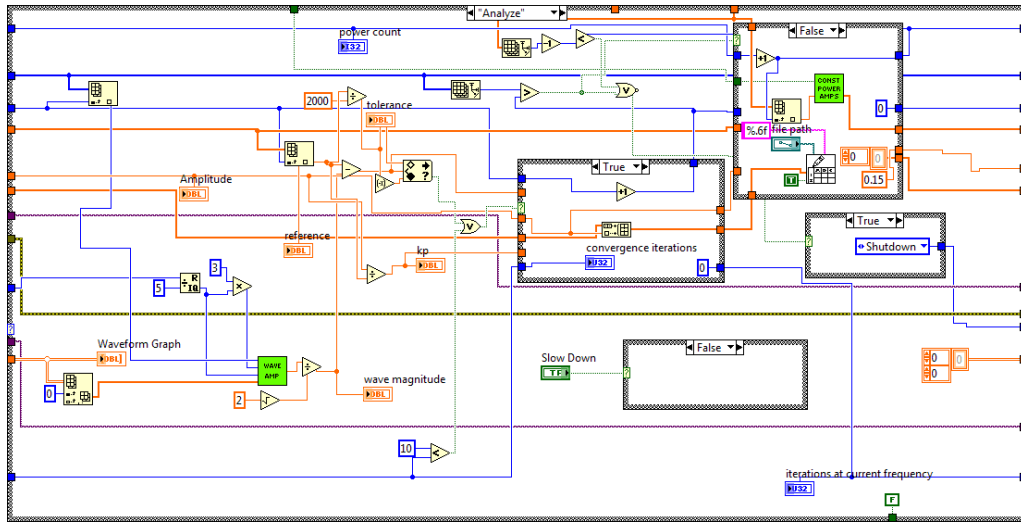 "Analyze"
power count
I32
-1
<
False
+1
CONST
POWER
AMPS
>
V
2000
÷
tolerance
DBL
0
%.6f
file path
-
?
True
0
T
0.15
Amplitude
DBL
+1
V
True
reference
DBL
convergence iterations
U32
Shutdown
kp
DBL
0
3
R
IQ
5
x
÷
Waveform Graph
DBL
Slow Down
TF
False
0
0
0
WAVE
AMP
÷
0
wave magnitude
DBL
2
√
10
<
iterations at current frequency
U32
F